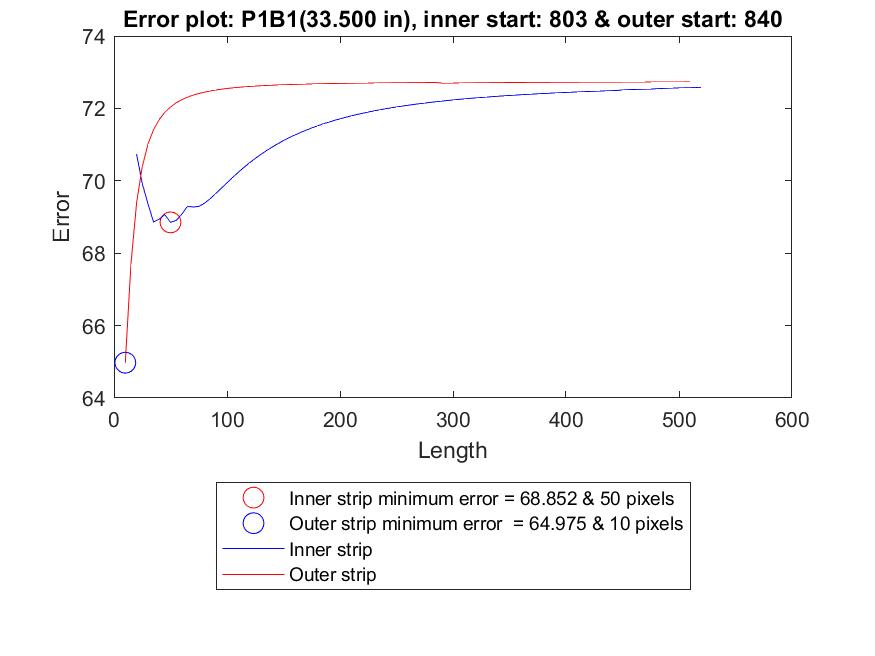 Error plot: P1B1(33.500 in), inner start: 803 & outer start: 840
74
72
70
68
66
64
Error
0 100 200 300 400 500 600
Length
Inner strip minimum error = 68.852 & 50 pixels
Outer strip minimum error  = 64.975 & 10 pixels
Inner strip
Outer strip